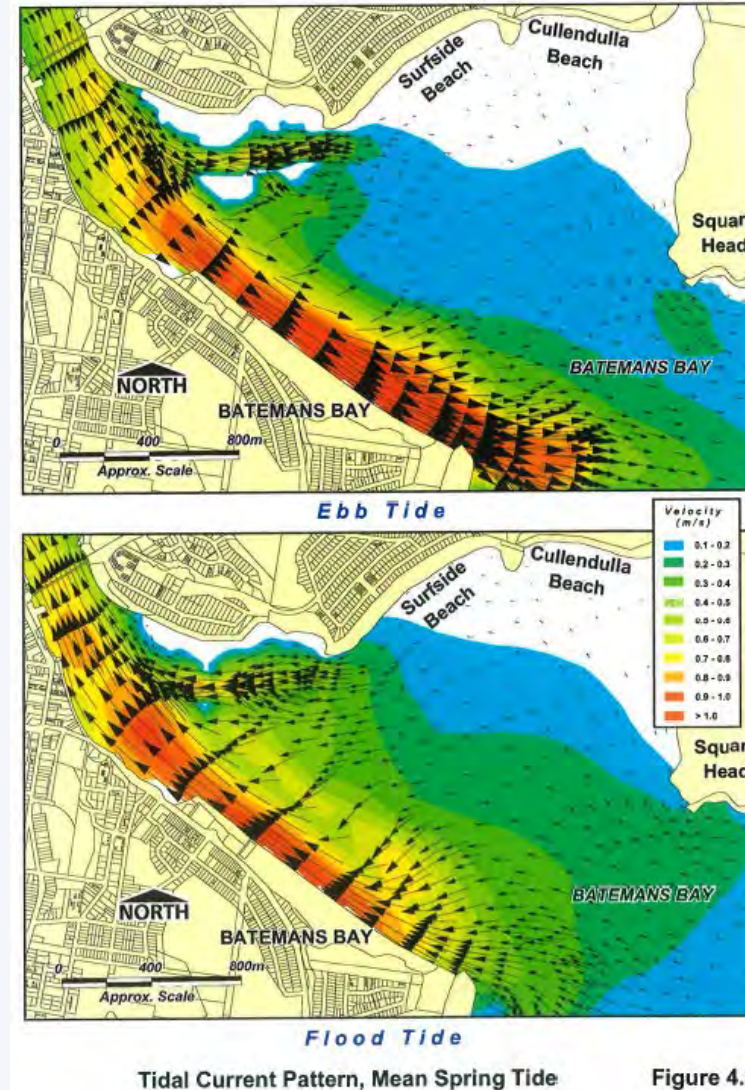 Cullendulla
Beach
Surfside
Beach
Squar
Head
BATEMANS BAY
NORTH
BATEMANS BAY
0 400 800m
Approx. Scale
Ebb Tide
Velocity
(m/s)
0.1 - 0.2
0.2 - 0.3
0.3 - 0.4
0.4 - 0.5
0.5 - 0.6
0.6 - 0.7
0.7 - 0.8
0.8 - 0.9
0.9 - 1.0
> 1.0
Cullendulla
Beach
Surfside
Beach
Squar
Head
BATEMANS BAY
NORTH
BATEMANS BAY
0 400 800m
Approx. Scale
Flood Tide
Tidal Current Pattern, Mean Spring Tide Figure 4.